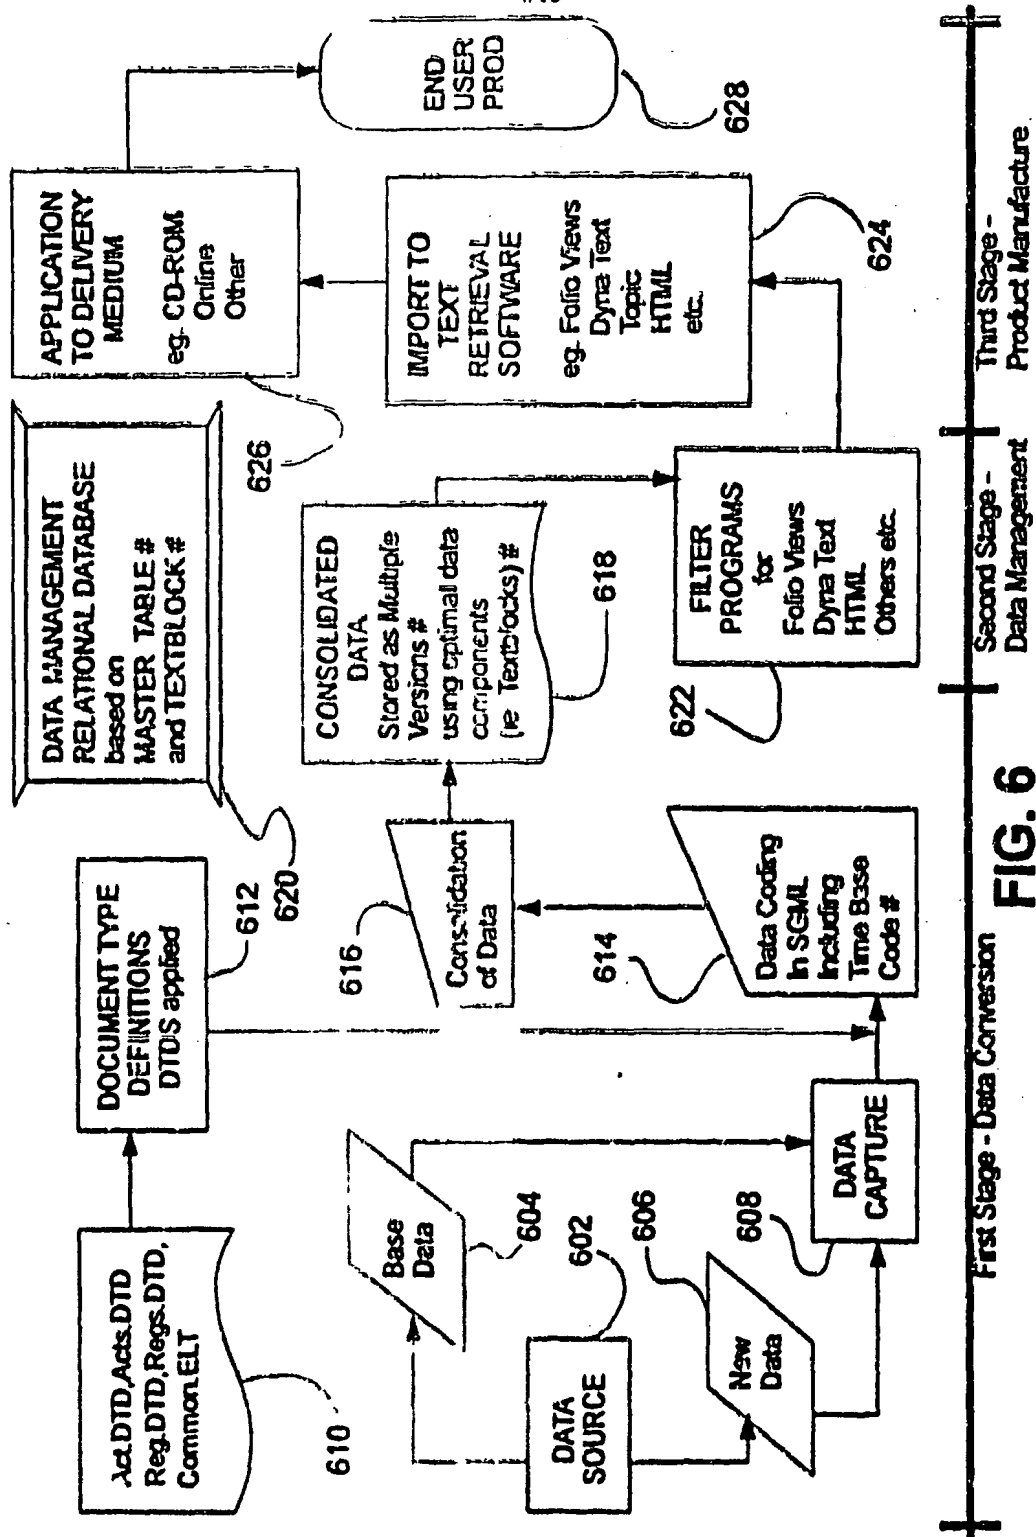 Act.DTD,Acts.DTD
Reg.DTD,Regs.DTD,
Common.ELT
610
DOCUMENT TYPE
DEFINITIONS
DTD'S applied
612
DATA MANAGEMENT
RELATIONAL DATABASE
based on
MASTER TABLE #
and TEXTBLOCK #
620
APPLICATION
TO DELIVERY
MEDIUM
eg. CD-ROM
Online
Other
626
END
USER
PROD
628
Base
Data
604
DATA
SOURCE
602
New
Data
606
DATA
CAPTURE
608
Data Coding
In SGML
Including
Time Base
Code #
614
Consolidation
of Data
616
CONSOLIDATED
DATA
Stored as Multiple
Versions #
using optimal data
components
(ie Textblocks) #
618
FILTER
PROGRAMS
for
Folio Views
Dyna Text
HTML
Others etc.
622
IMPORT TO
TEXT
RETRIEVAL
SOFTWARE
eg. Folio Views
Dyna Text
Topic
HTML
etc.
624
First Stage - Data Conversion
Second Stage -
Data Management
Third Stage -
Product Manufacture
FIG. 6